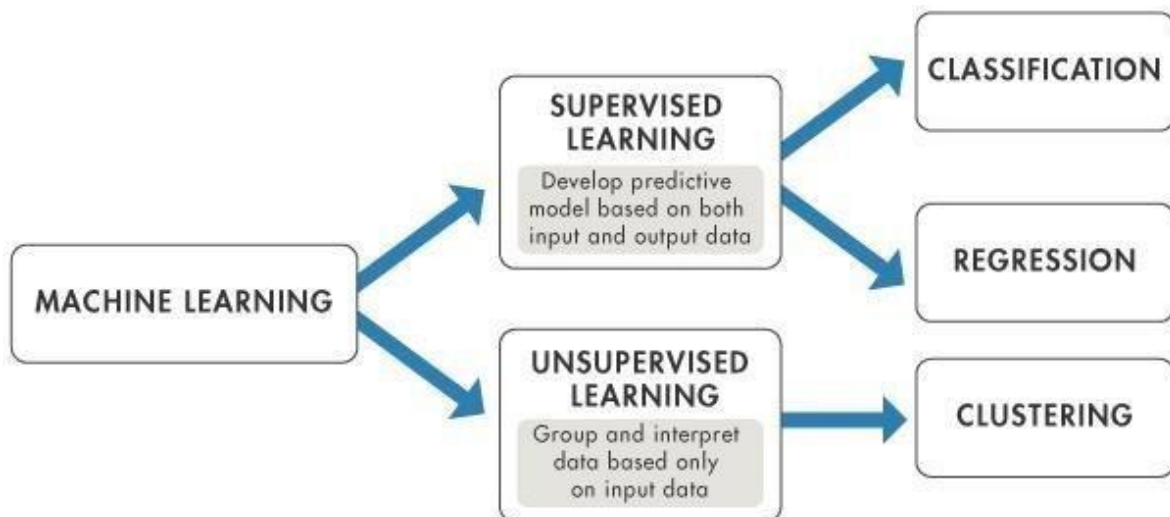 MACHINE LEARNING
SUPERVISED
LEARNING
Develop predictive
model based on both
input and output data
UNSUPERVISED
LEARNING
Group and interpret
data based only
on input data
CLASSIFICATION
REGRESSION
CLUSTERING